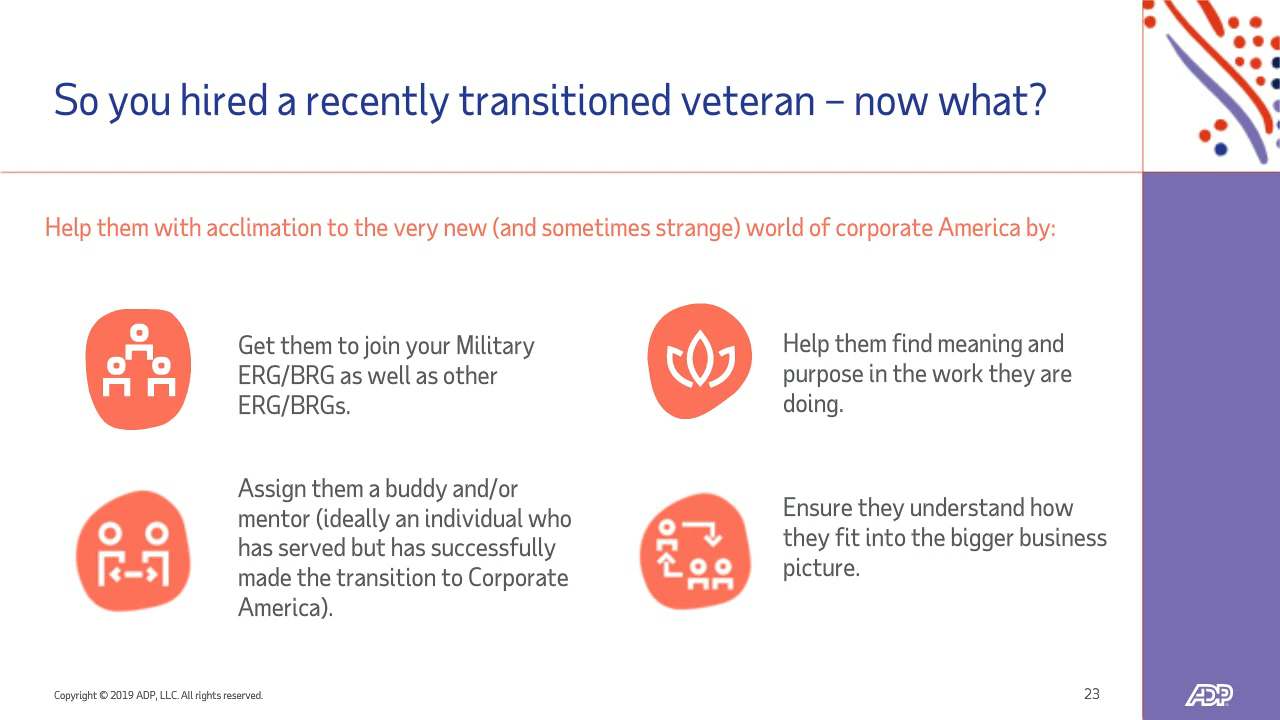 So you hired a recently transitioned veteran – now what?
Help them with acclimation to the very new (and sometimes strange) world of corporate America by:
Get them to join your Military
ERG/BRG as well as other
ERG/BRGs.
Help them find meaning and
purpose in the work they are
doing.
Assign them a buddy and/or
mentor (ideally an individual who
has served but has successfully
made the transition to Corporate
America).
Ensure they understand how
they fit into the bigger business
picture.
Copyright © 2019 ADP, LLC. All rights reserved.
23
ADP